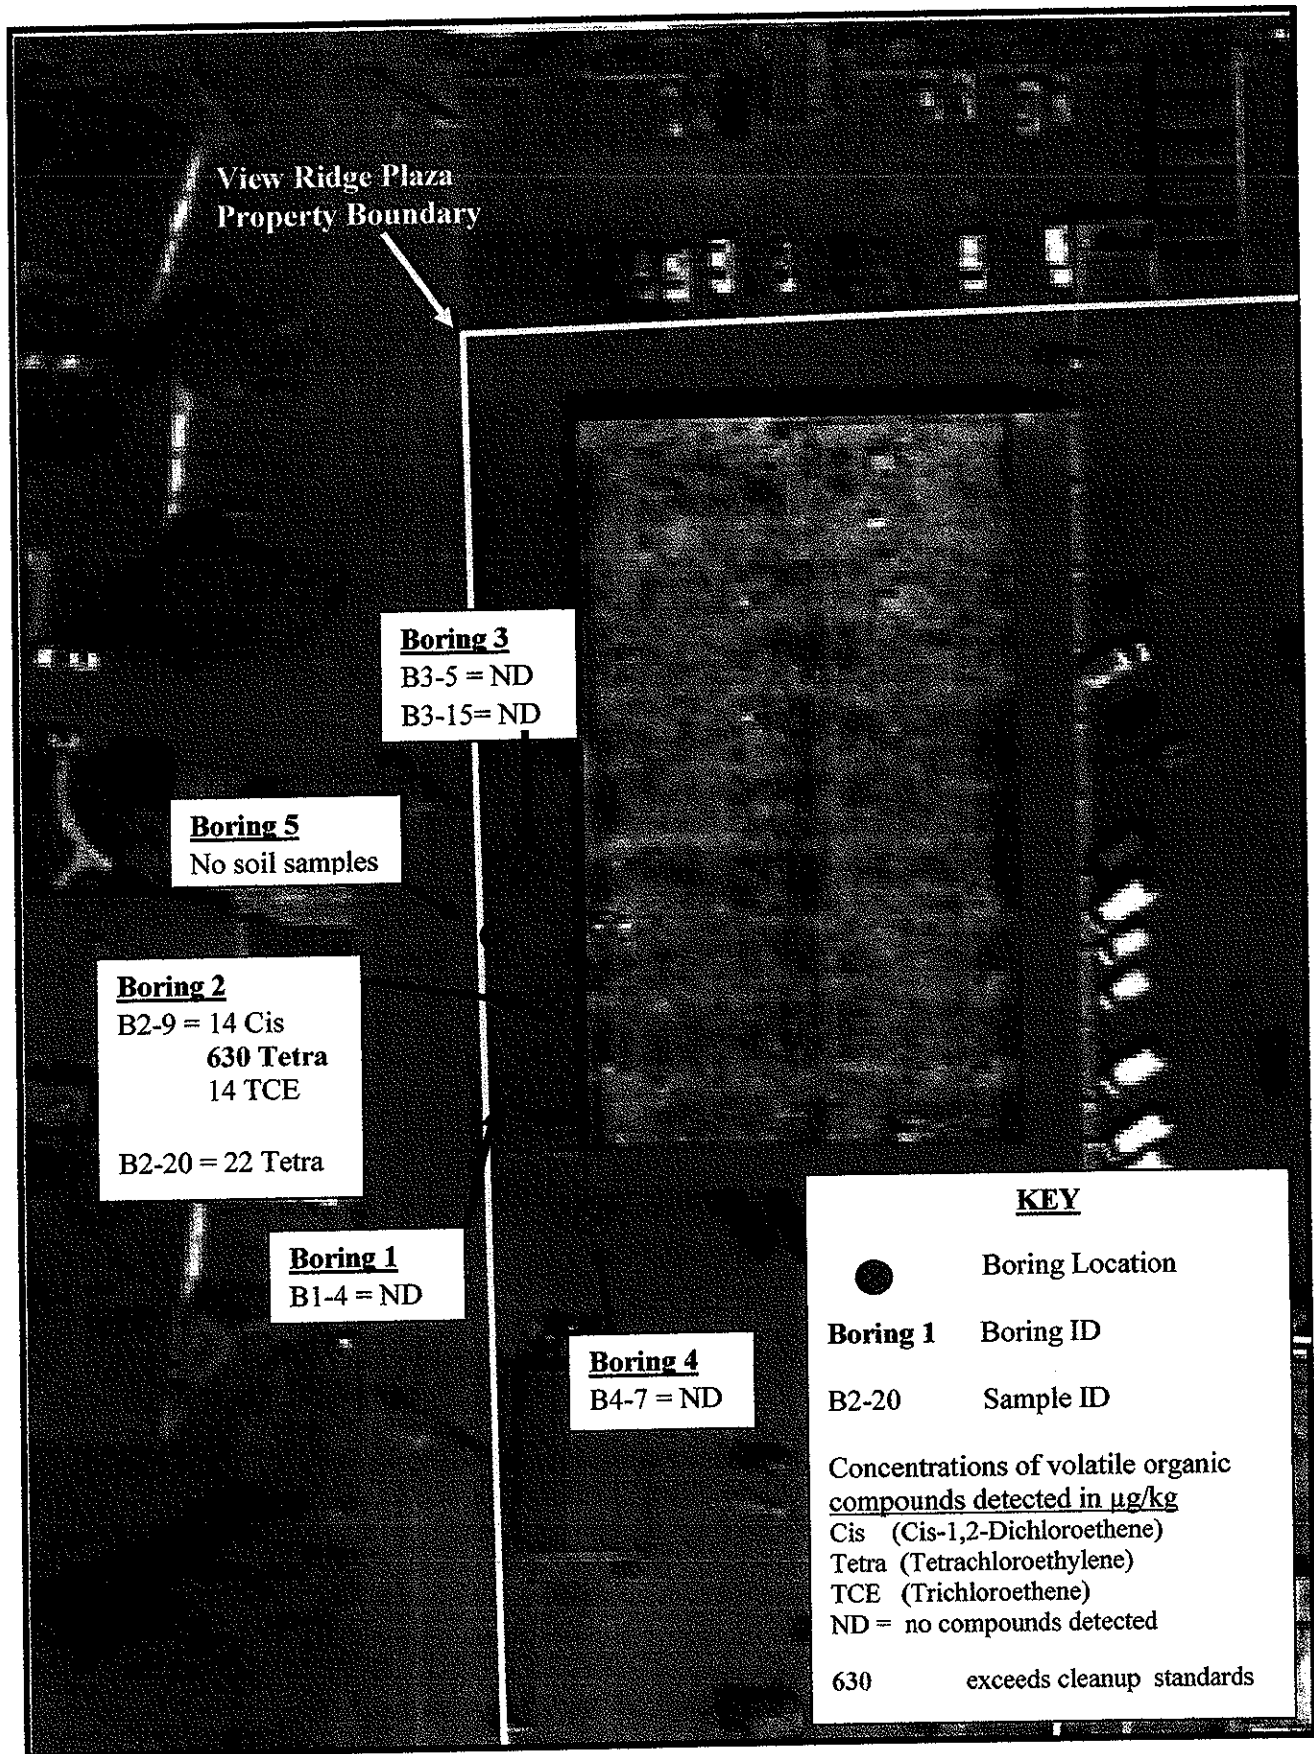 View Ridge Plaza
Property Boundary
Boring 3
B3-5 = ND
B3-15= ND
Boring 5
No soil samples
Boring 2
B2-9 = 14 Cis
630 Tetra
14 TCE
B2-20 = 22 Tetra
Boring 1
B1-4 = ND
Boring 4
B4-7 = ND
KEY
Boring Location
Boring 1 Boring ID
B2-20 Sample ID
Concentrations of volatile organic
compounds detected in µg/kg
Cis (Cis-1,2-Dichloroethene)
Tetra (Tetrachloroethylene)
TCE (Trichloroethene)
ND = no compounds detected
630 exceeds cleanup standards